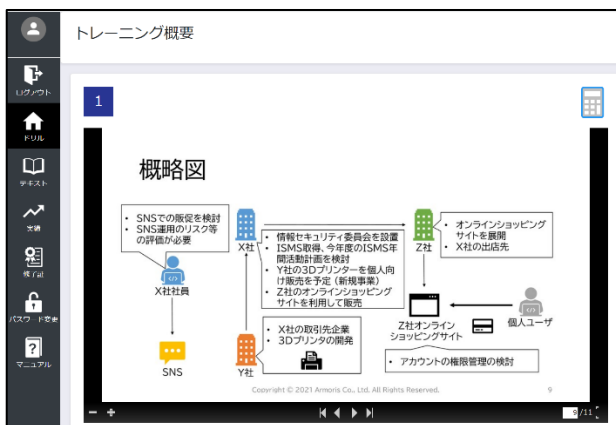 トレーニング概要
ログアウト
ドリル
テキスト
実績
修了証
パスワード変更
マニュアル
1
概略図
・ SNSでの販促を検討
・ SNS運用のリスク等
の評価が必要
X社社員
SNS
X社
・ 情報セキュリティ委員会を設置
・ ISMS取得、今年度のISMS年
間活動計画を検討
・ Y社の3Dプリンターを個人向
け販売を予定（新規事業）
・ Z社のオンラインショッピング
サイトを利用して販売
・ X社の取引先企業
・ 3Dプリンタの開発
Y社
Z社
・ オンラインショッピング
サイトを展開
・ X社の出店先
Z社オンライン
ショッピングサイト
個人ユーザ
・ アカウントの権限管理の検討
Copyright © 2021 Armoris Co., Ltd. All Rights Reserved.
9
9 /11